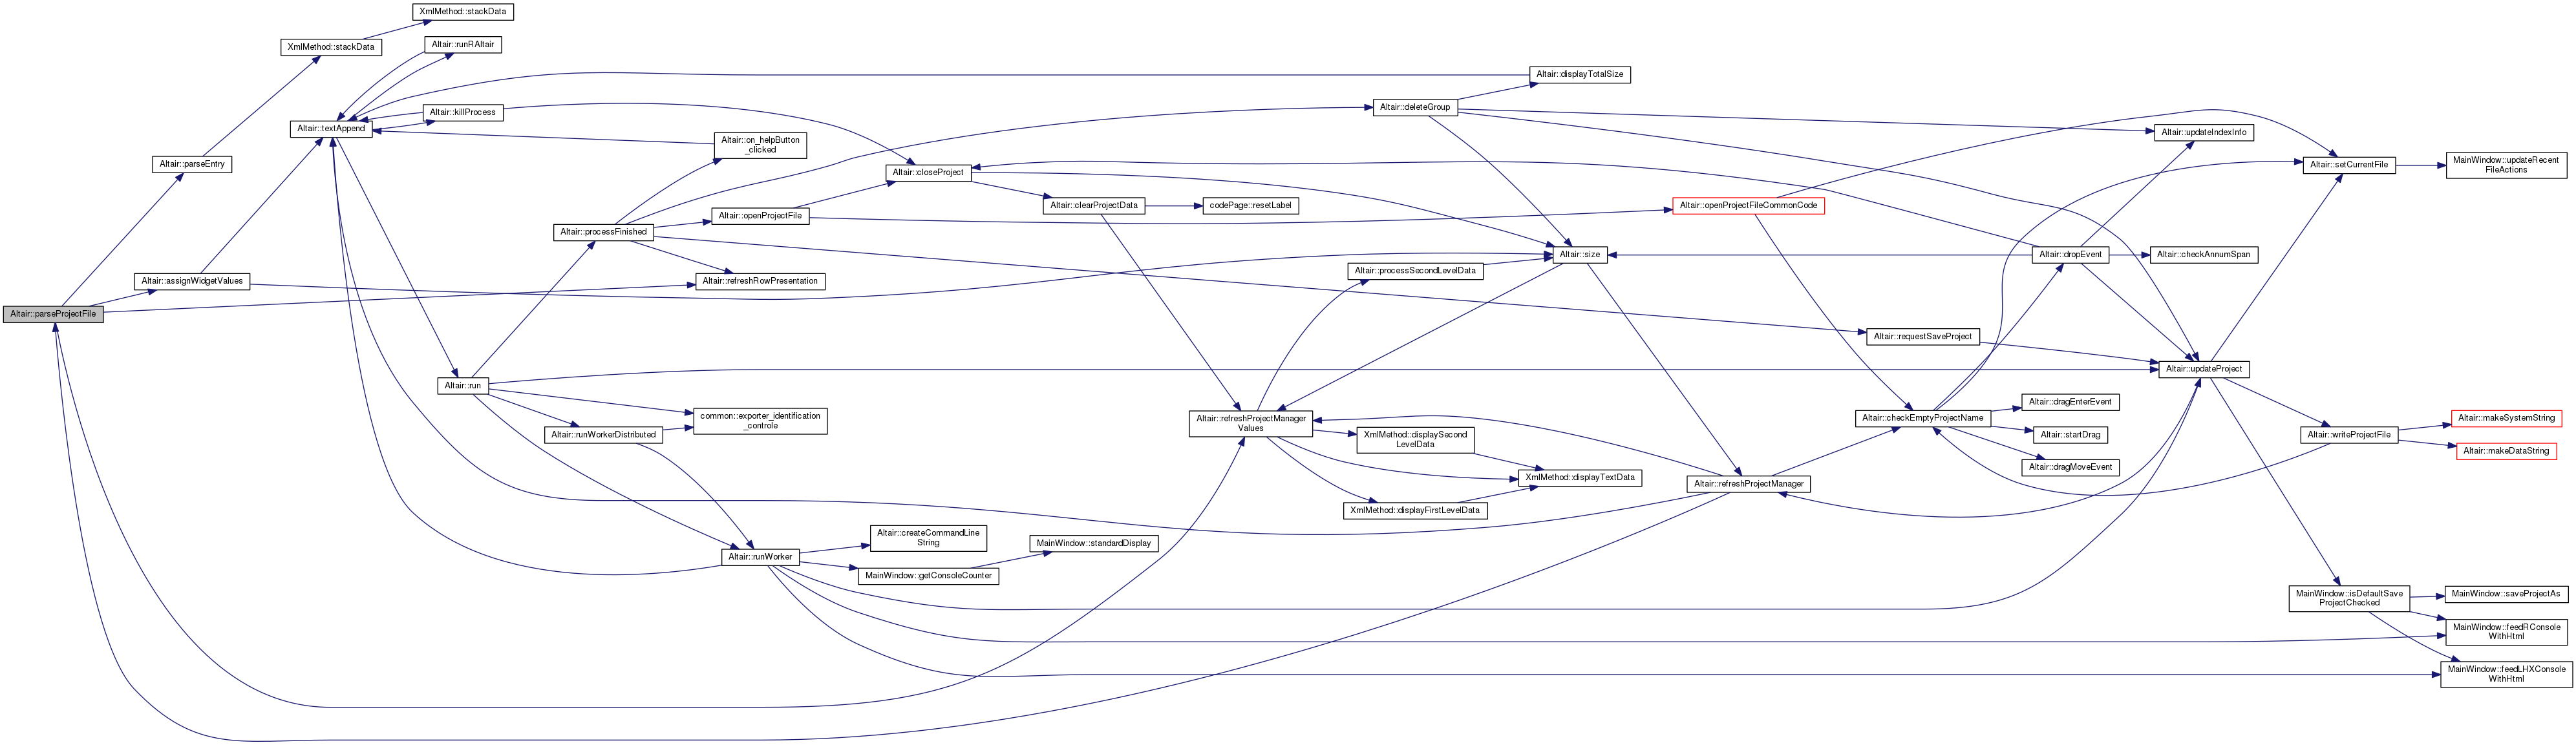 XmlMethod::stackData
XmlMethod::stackData
Altair::runRAltair
Altair::displayTotalSize
Altair::killProcess
Altair::deleteGroup
Altair::textAppend
Altair::updateIndexInfo
Altair::on_helpButton
_clicked
Altair::parseEntry
Altair::closeProject
Altair::setCurrentFile
MainWindow::updateRecent
FileActions
Altair::clearProjectData
codePage::resetLabel
Altair::openProjectFileCommonCode
Altair::openProjectFile
Altair::processFinished
Altair::size
Altair::dropEvent
Altair::checkAnnumSpan
Altair::processSecondLevelData
Altair::assignWidgetValues
Altair::refreshRowPresentation
Altair::parseProjectFile
Altair::requestSaveProject
Altair::updateProject
Altair::run
Altair::dragEnterEvent
common::exporter_identification
_controle
Altair::refreshProjectManager
Values
Altair::checkEmptyProjectName
Altair::makeSystemString
Altair::runWorkerDistributed
XmlMethod::displaySecond
LevelData
Altair::startDrag
Altair::writeProjectFile
Altair::makeDataString
Altair::dragMoveEvent
XmlMethod::displayTextData
Altair::refreshProjectManager
XmlMethod::displayFirstLevelData
Altair::createCommandLine
String
MainWindow::standardDisplay
Altair::runWorker
MainWindow::getConsoleCounter
MainWindow::isDefaultSave
ProjectChecked
MainWindow::saveProjectAs
MainWindow::feedRConsole
WithHtml
MainWindow::feedLHXConsole
WithHtml